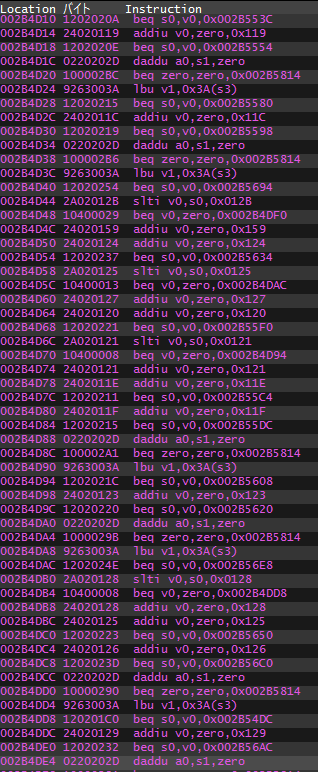 Location バイト Instruction
002B4D10 1202020A beq s0,v0,0x002B553C
002B4D14 24020119 addiu v0,zero,0x119
002B4D18 1202020E beq s0,v0,0x002B5554
002B4D1C 0220202D daddu a0,s1,zero
002B4D20 100002BC beq zero,zero,0x002B5814
002B4D24 9263003A lbu v1,0x3A(s3)
002B4D28 12020215 beq s0,v0,0x002B5580
002B4D2C 2402011C addiu v0,zero,0x11C
002B4D30 12020219 beq s0,v0,0x002B5598
002B4D34 0220202D daddu a0,s1,zero
002B4D38 100002B6 beq zero,zero,0x002B5814
002B4D3C 9263003A lbu v1,0x3A(s3)
002B4D40 12020254 beq s0,v0,0x002B5694
002B4D44 2A02012B slti v0,s0,0x012B
002B4D48 10400029 beq v0,zero,0x002B4DF0
002B4D4C 24020159 addiu v0,zero,0x159
002B4D50 24020124 addiu v0,zero,0x124
002B4D54 12020237 beq s0,v0,0x002B5634
002B4D58 2A020125 slti v0,s0,0x0125
002B4D5C 10400013 beq v0,zero,0x002B4DAC
002B4D60 24020127 addiu v0,zero,0x127
002B4D64 24020120 addiu v0,zero,0x120
002B4D68 12020221 beq s0,v0,0x002B55F0
002B4D6C 2A020121 slti v0,s0,0x0121
002B4D70 10400008 beq v0,zero,0x002B4D94
002B4D74 24020121 addiu v0,zero,0x121
002B4D78 2402011E addiu v0,zero,0x11E
002B4D7C 12020211 beq s0,v0,0x002B55C4
002B4D80 2402011F addiu v0,zero,0x11F
002B4D84 12020215 beq s0,v0,0x002B55DC
002B4D88 0220202D daddu a0,s1,zero
002B4D8C 100002A1 beq zero,zero,0x002B5814
002B4D90 9263003A lbu v1,0x3A(s3)
002B4D94 1202021C beq s0,v0,0x002B5608
002B4D98 24020123 addiu v0,zero,0x123
002B4D9C 12020220 beq s0,v0,0x002B5620
002B4DA0 0220202D daddu a0,s1,zero
002B4DA4 1000029B beq zero,zero,0x002B5814
002B4DA8 9263003A lbu v1,0x3A(s3)
002B4DAC 1202024E beq s0,v0,0x002B56E8
002B4DB0 2A020128 slti v0,s0,0x0128
002B4DB4 10400008 beq v0,zero,0x002B4DD8
002B4DB8 24020128 addiu v0,zero,0x128
002B4DBC 24020125 addiu v0,zero,0x125
002B4DC0 12020223 beq s0,v0,0x002B5650
002B4DC4 24020126 addiu v0,zero,0x126
002B4DC8 1202023D beq s0,v0,0x002B56C0
002B4DCC 0220202D daddu a0,s1,zero
002B4DD0 10000290 beq zero,zero,0x002B5814
002B4DD4 9263003A lbu v1,0x3A(s3)
002B4DD8 120201C0 beq s0,v0,0x002B54DC
002B4DDC 24020129 addiu v0,zero,0x129
002B4DE0 12020232 beq s0,v0,0x002B56AC
002B4DE4 0220202D daddu a0,s1,zero